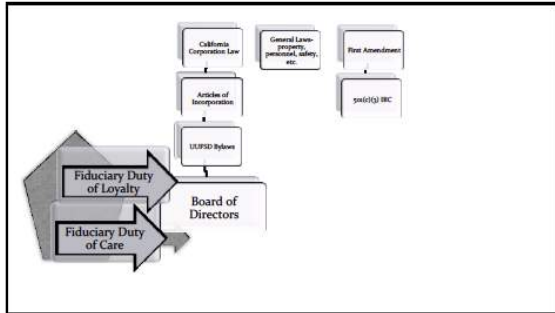 California
Corporation Law
General Laws-
property,
personnel, safety,
etc.
First Amendment
Articles of
Incorporation
501(c)(3) IRC
UUFSD Bylaws
Fiduciary Duty
of Loyalty
Board of
Directors
Fiduciary Duty
of Care